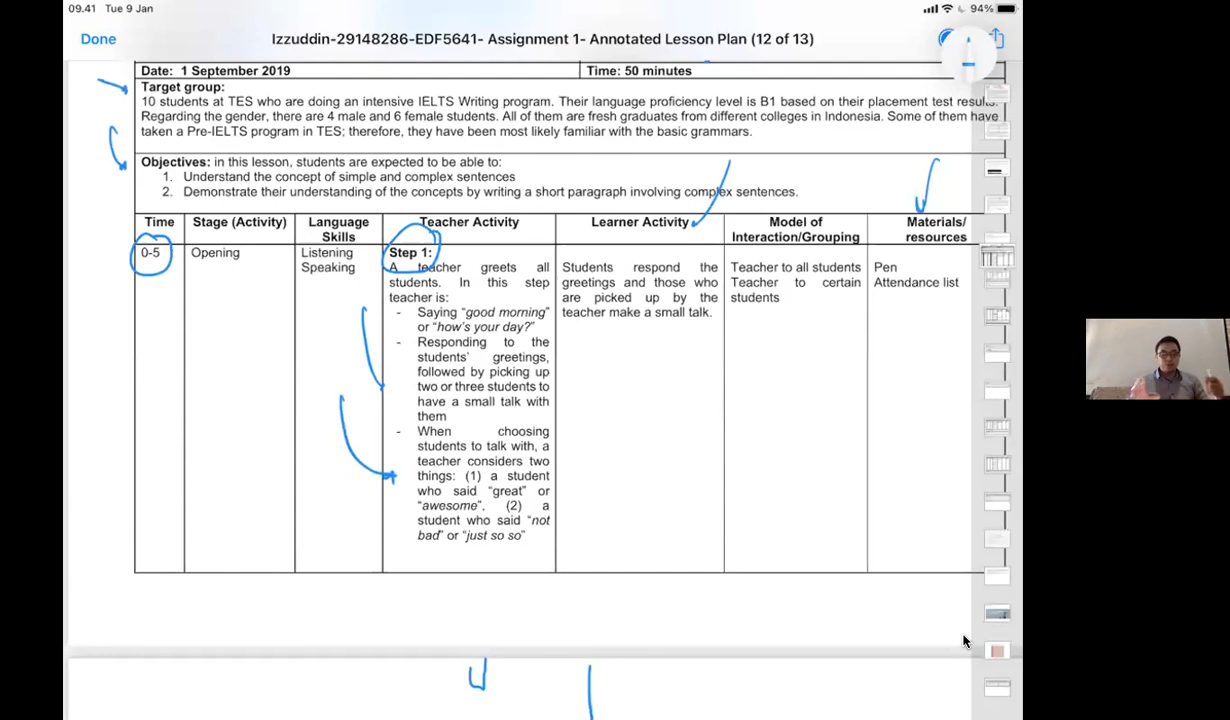 09.41 Tue 9 Jan
94%
Done
Izzuddin-29148286-EDF5641- Assignment 1- Annotated Lesson Plan (12 of 13)
Date: 1 September 2019
Time: 50 minutes
Target group:
10 students at TES who are doing an intensive IELTS Writing program. Their language proficiency level is B1 based on their placement test results.
Regarding the gender, there are 4 male and 6 female students. All of them are fresh graduates from different colleges in Indonesia. Some of them have
taken a Pre-IELTS program in TES; therefore, they have been most likely familiar with the basic grammars.
Objectives: in this lesson, students are expected to be able to:
1. Understand the concept of simple and complex sentences
2. Demonstrate their understanding of the concepts by writing a short paragraph involving complex sentences.
Time
Stage (Activity)
Language
Skills
Teacher Activity
Learner Activity
Model of
Interaction/Grouping
Materials/
resources
0-5
Opening
Listening
Speaking
Step 1:
A teacher greets all
students. In this step
teacher is:
- Saying "good morning"
or "how's your day?"
- Responding to the
students' greetings,
followed by picking up
two or three students to
have a small talk with
them
- When choosing
students to talk with, a
teacher considers two
things: (1) a student
who said "great" or
"awesome". (2) a
student who said "not
bad" or "just so so"
Students respond the
greetings and those who
are picked up by the
teacher make a small talk.
Teacher to all students
Teacher to certain
students
Pen
Attendance list